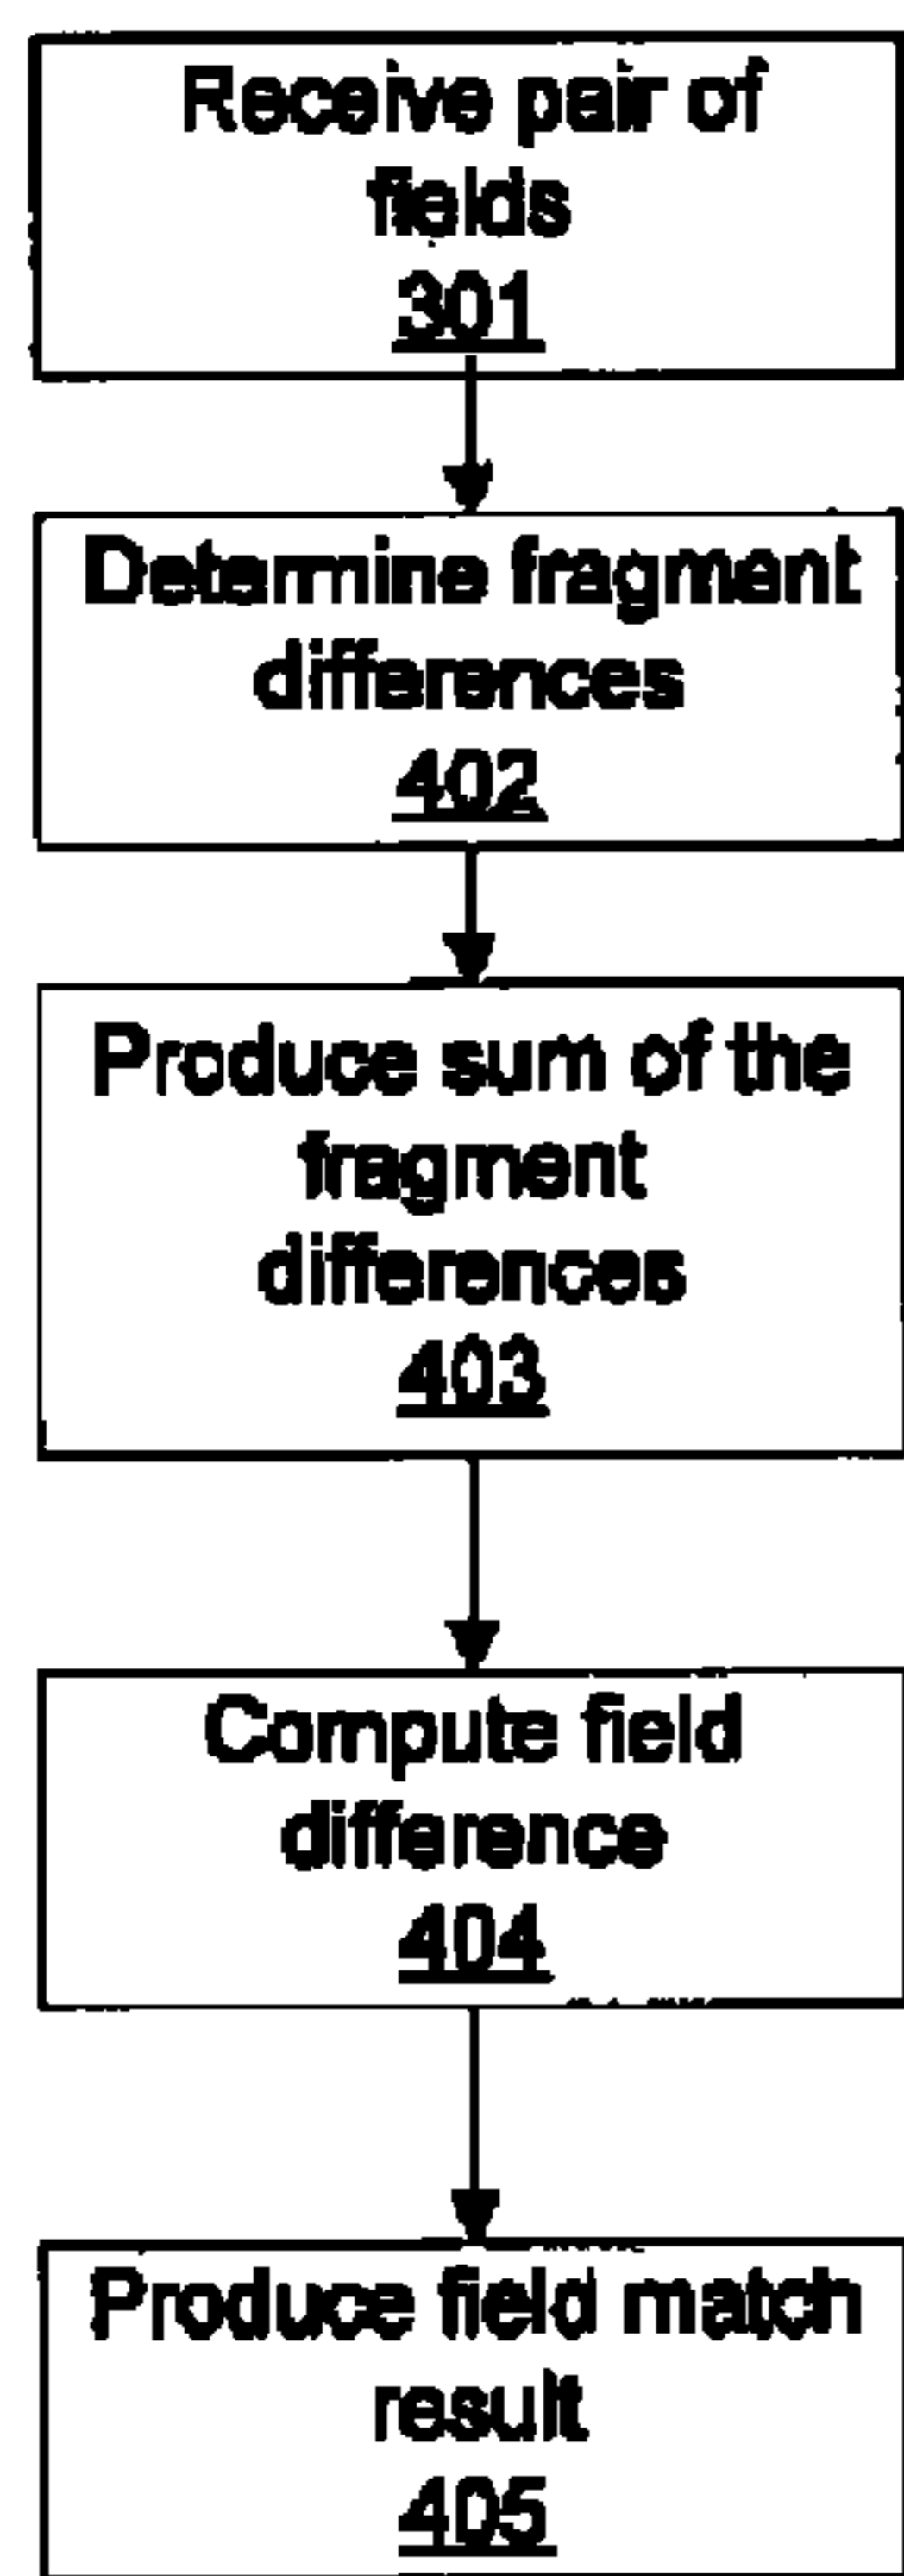 Receive pair of
fields
301
Determine fragment
differences
402
Produce sum of the
fragment
differences
403
Compute field
difference
404
Produce field match
result
405